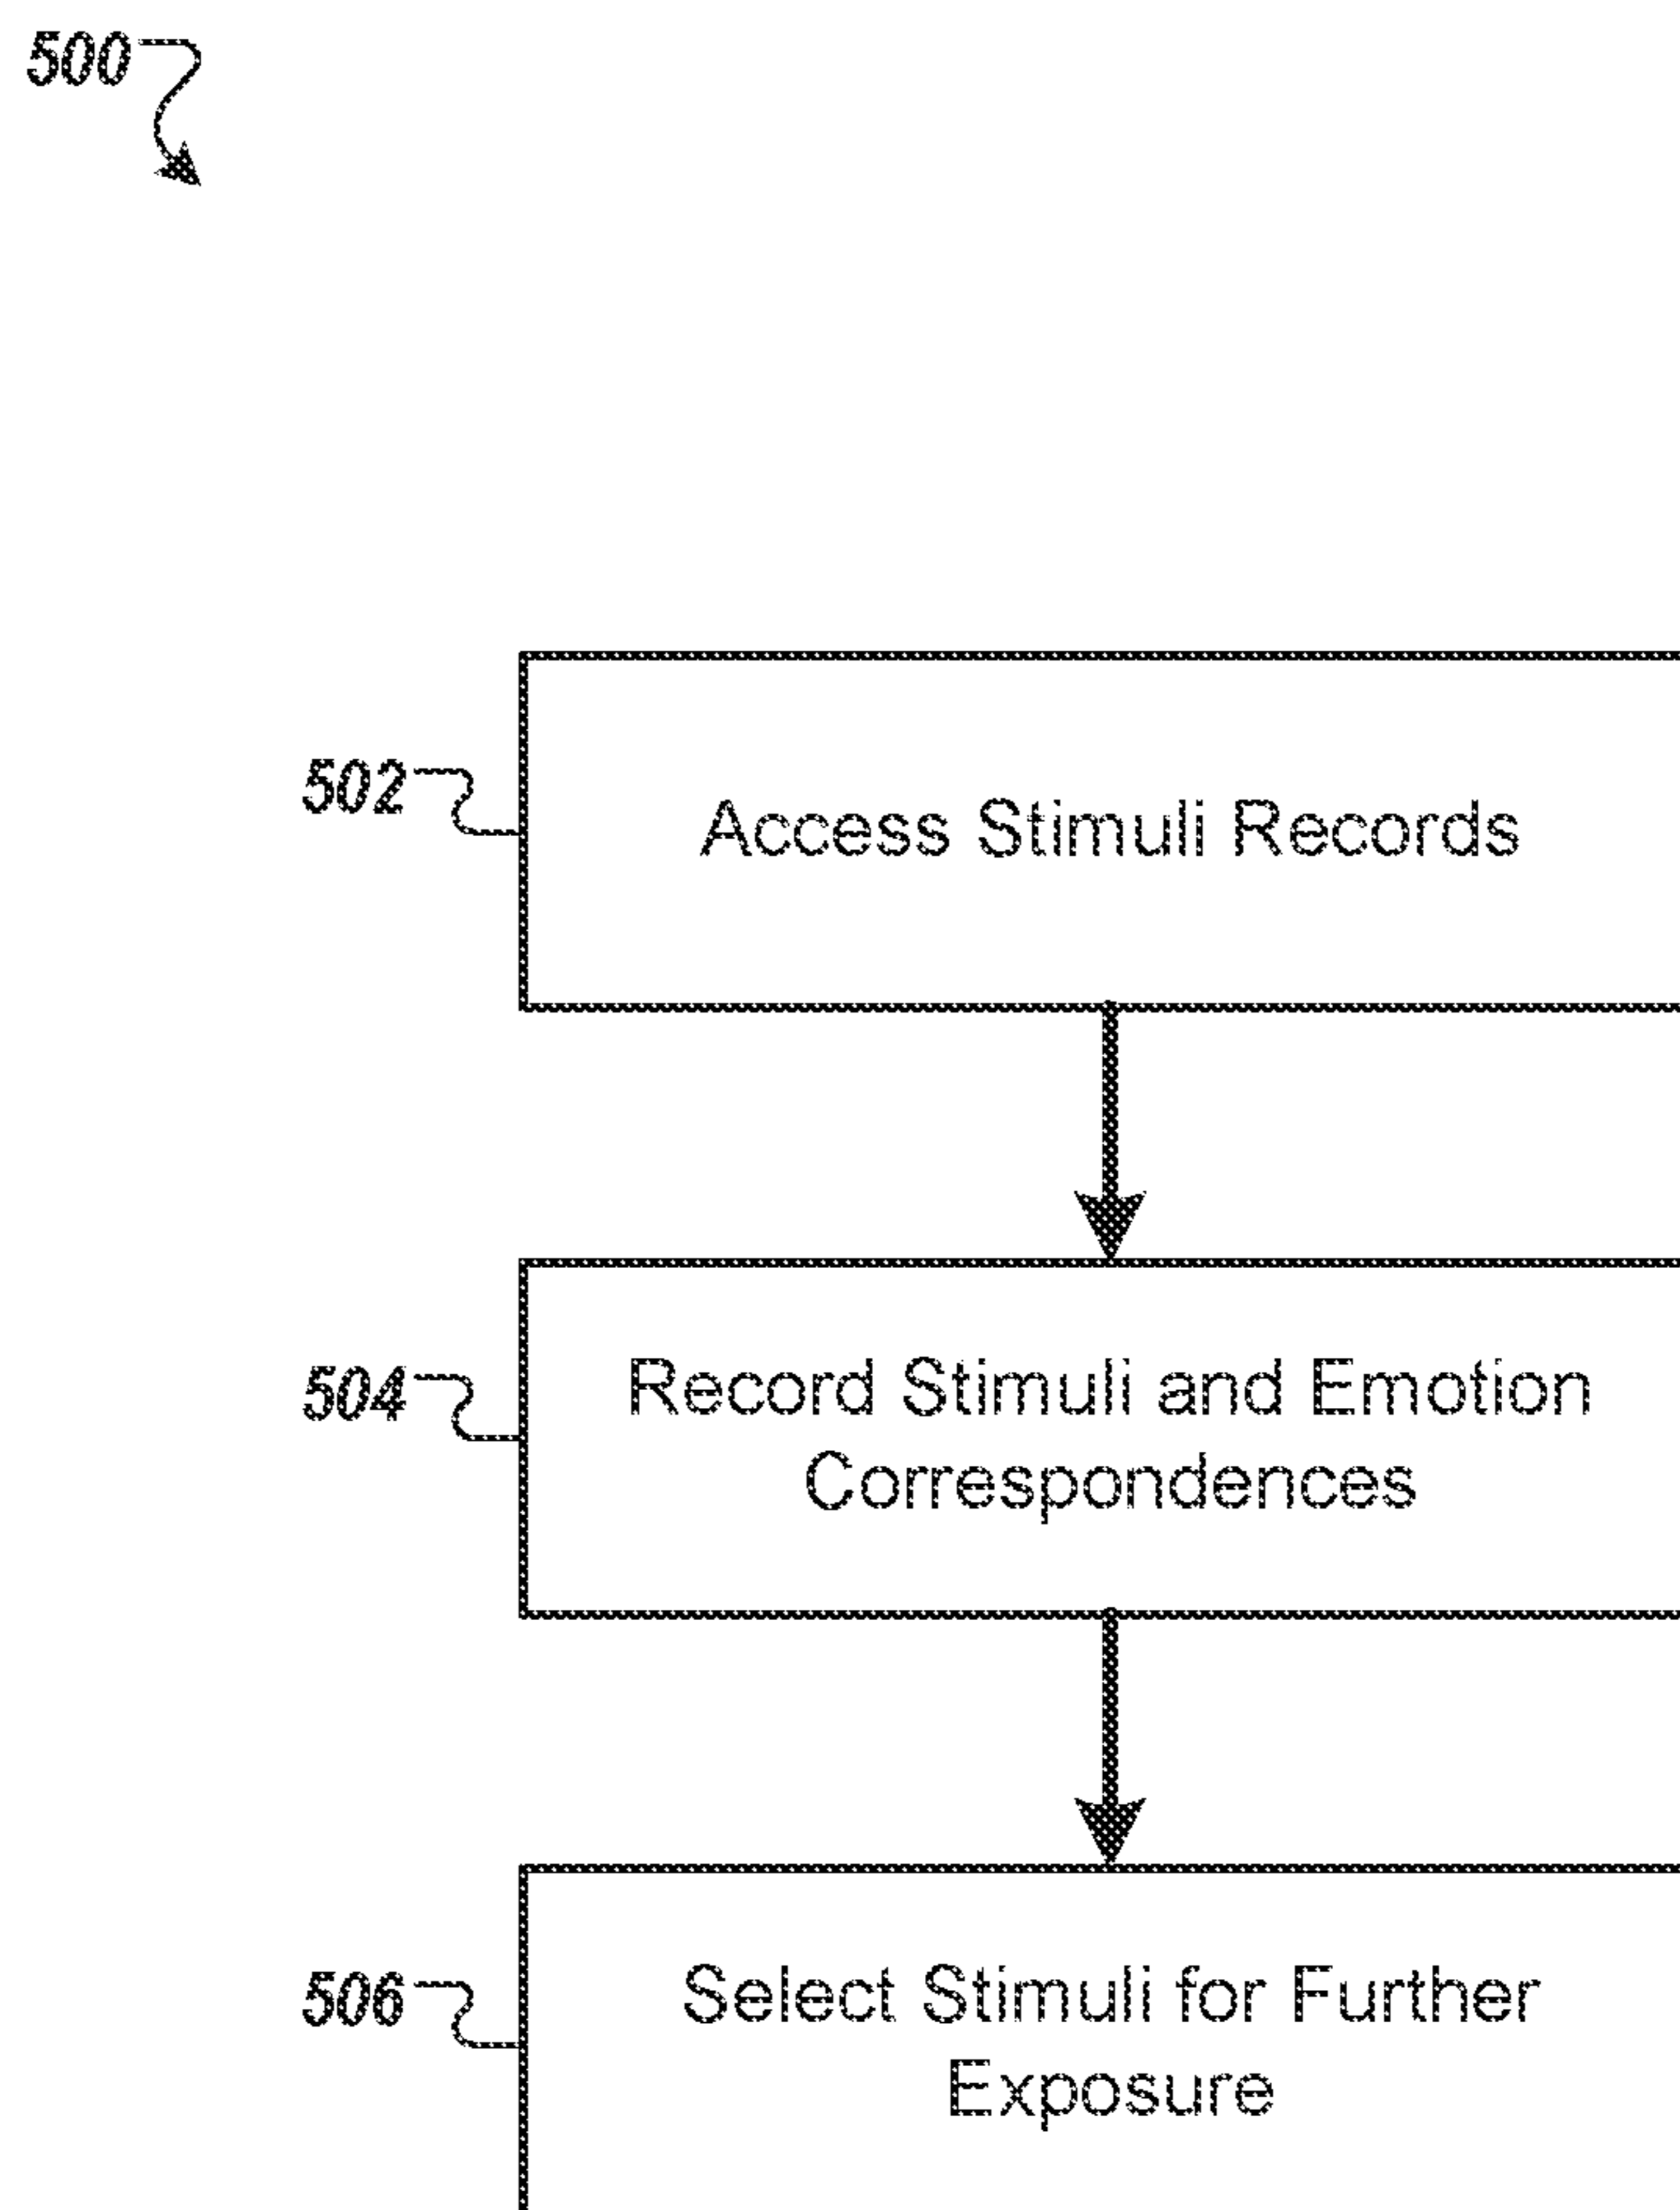 500
502
Access Stimuli Records
504
Record Stimuli and Emotion
Correspondences
506
Select Stimuli for Further
Exposure